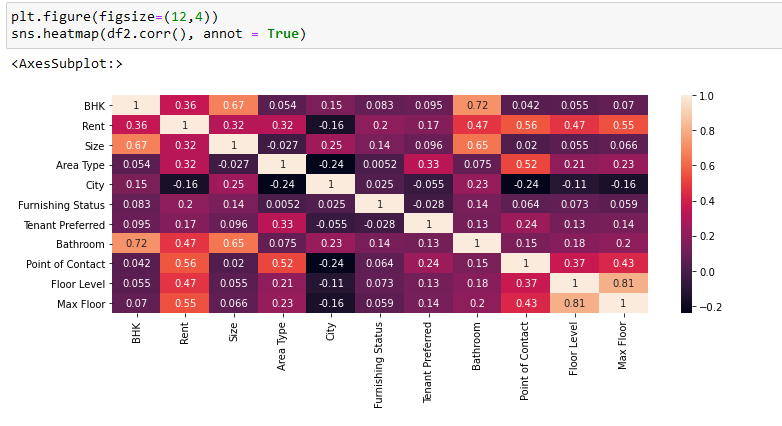 plt.figure(figsize=(12,4))
sns.heatmap(df2.corr(), annot = True)
<AxesSubplot:>
BHK 1 0.36 0.67 0.054 0.15 0.083 0.095 0.72 0.042 0.055 0.07
Rent 0.36 1 0.32 0.32 -0.16 0.2 0.17 0.47 0.56 0.47 0.55
Size 0.67 0.32 1 -0.027 0.25 0.14 0.096 0.65 0.02 0.055 0.066
Area Type 0.054 0.32 -0.027 1 -0.24 0.0052 0.33 0.075 0.52 0.21 0.23
City 0.15 -0.16 0.25 -0.24 1 0.025 -0.055 0.23 -0.24 -0.11 -0.16
Furnishing Status 0.083 0.2 0.14 0.0052 0.025 1 -0.028 0.14 0.064 0.073 0.059
Tenant Preferred 0.095 0.17 0.096 0.33 -0.055 -0.028 1 0.13 0.24 0.13 0.14
Bathroom 0.72 0.47 0.65 0.075 0.23 0.14 0.13 1 0.15 0.18 0.2
Point of Contact 0.042 0.56 0.02 0.52 -0.24 0.064 0.24 0.15 1 0.37 0.43
Floor Level 0.055 0.47 0.055 0.21 -0.11 0.073 0.13 0.18 0.37 1 0.81
Max Floor 0.07 0.55 0.066 0.23 -0.16 0.059 0.14 0.2 0.43 0.81 1
BHK
Rent
Size
Area Type
City
Furnishing Status
Tenant Preferred
Bathroom
Point of Contact
Floor Level
Max Floor
1.0
0.8
0.6
0.4
0.2
0.0
−0.2